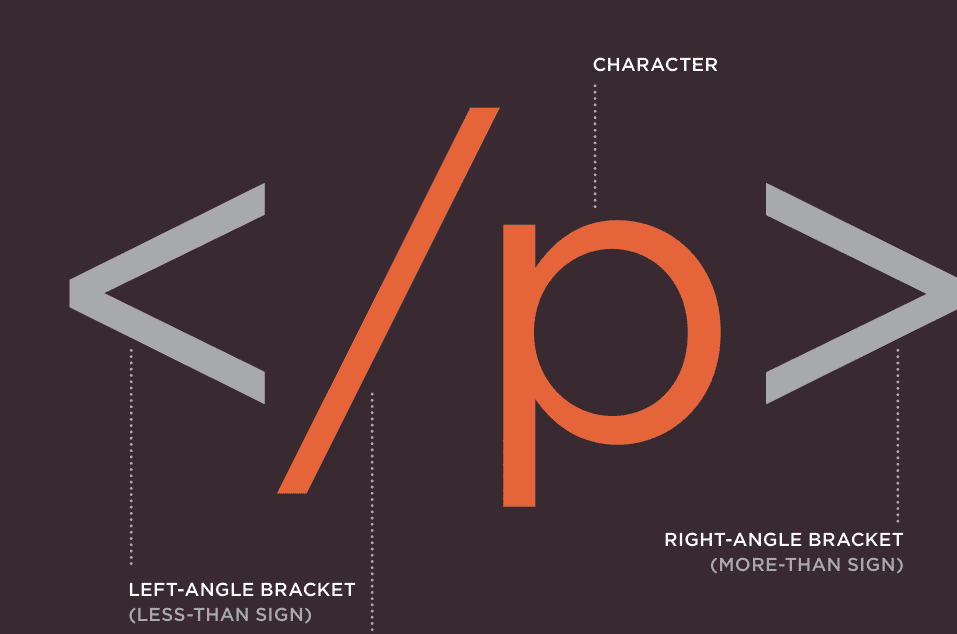 CHARACTER
</p>
RIGHT-ANGLE BRACKET
(MORE-THAN SIGN)
LEFT-ANGLE BRACKET
(LESS-THAN SIGN)